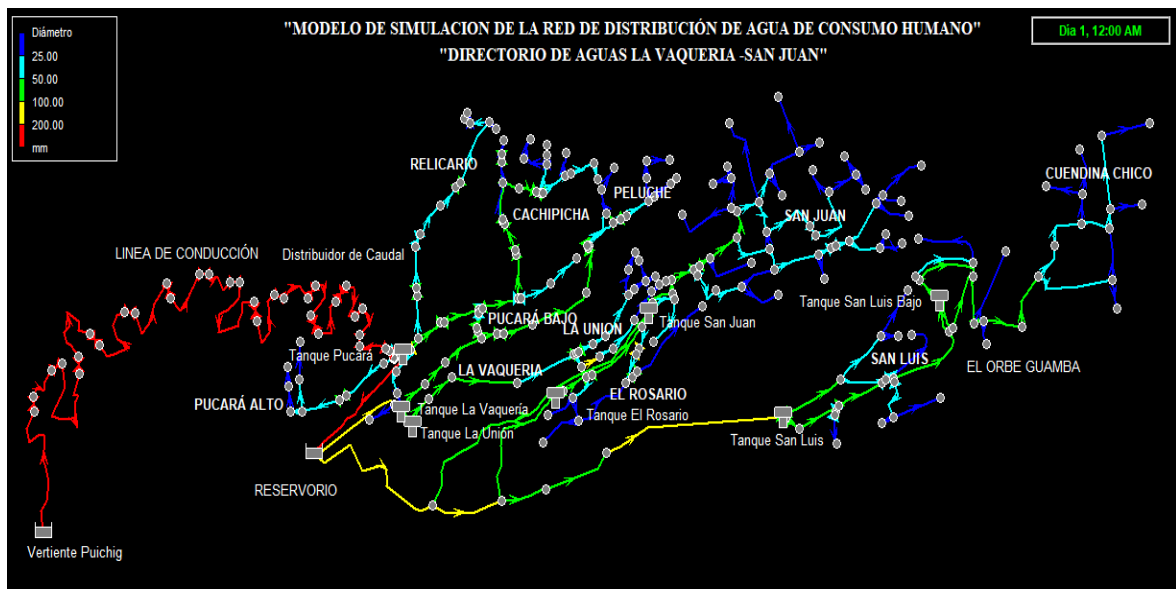 "MODELO DE SIMULACION DE LA RED DE DISTRIBUCIÓN DE AGUA DE CONSUMO HUMANO"
"DIRECTORIO DE AGUAS LA VAQUERIA -SAN JUAN"
Dia 1, 12:00 AM
Diámetro
25.00
50.00
100.00
200.00
mm
RELICARIO
CUENDINA CHICO
PELUCHE
CACHIPICHA
SAN JUAN
LINEA DE CONDUCCIÓN
Distribuidor de Caudal
Tanque San Luis Bajo
PUCARÁ BAJO
Tanque San Juan
LA UNION
Tanque Pucará
SAN LUIS
EL ORBE GUAMBA
LA VAQUERIA
EL ROSARIO
PUCARÁ ALTO
Tanque La Vaquería
Tanque El Rosario
Tanque La Unión
Tanque San Luis
RESERVORIO
Vertiente Puichig